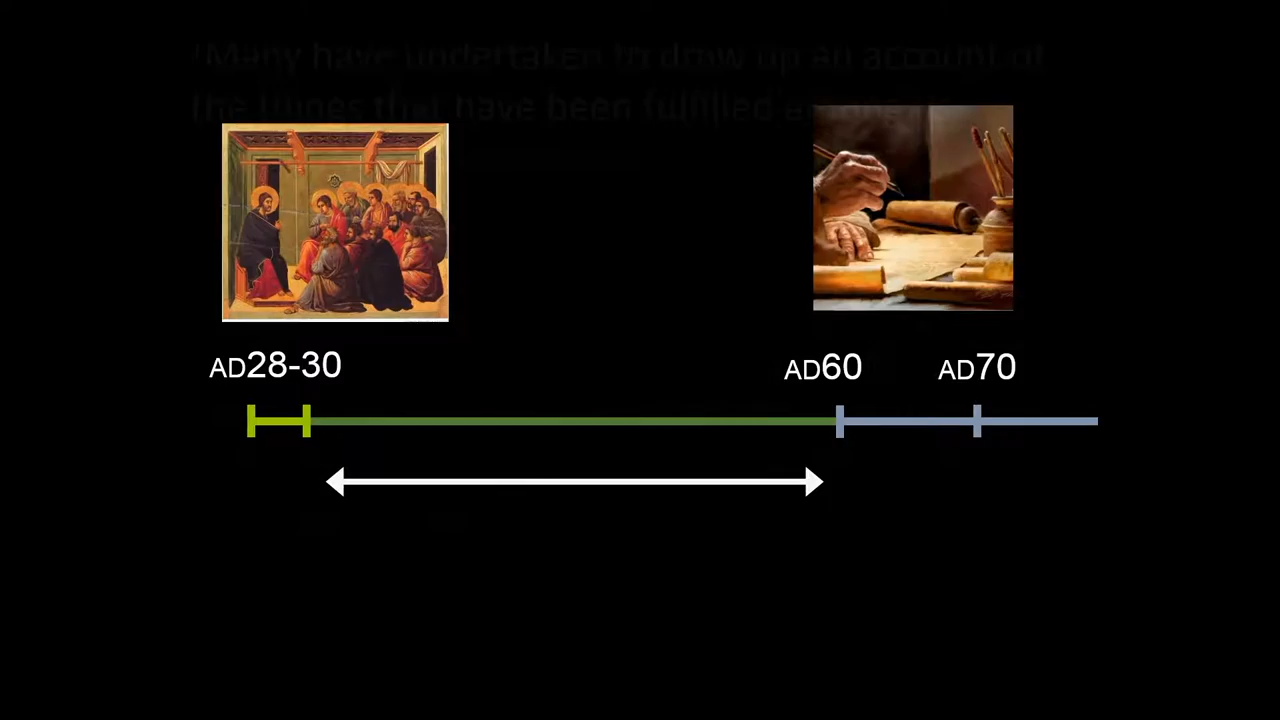 'Many have undertaken to draw up an account of
the things that have been fulfilled
AD28-30
AD60
AD70